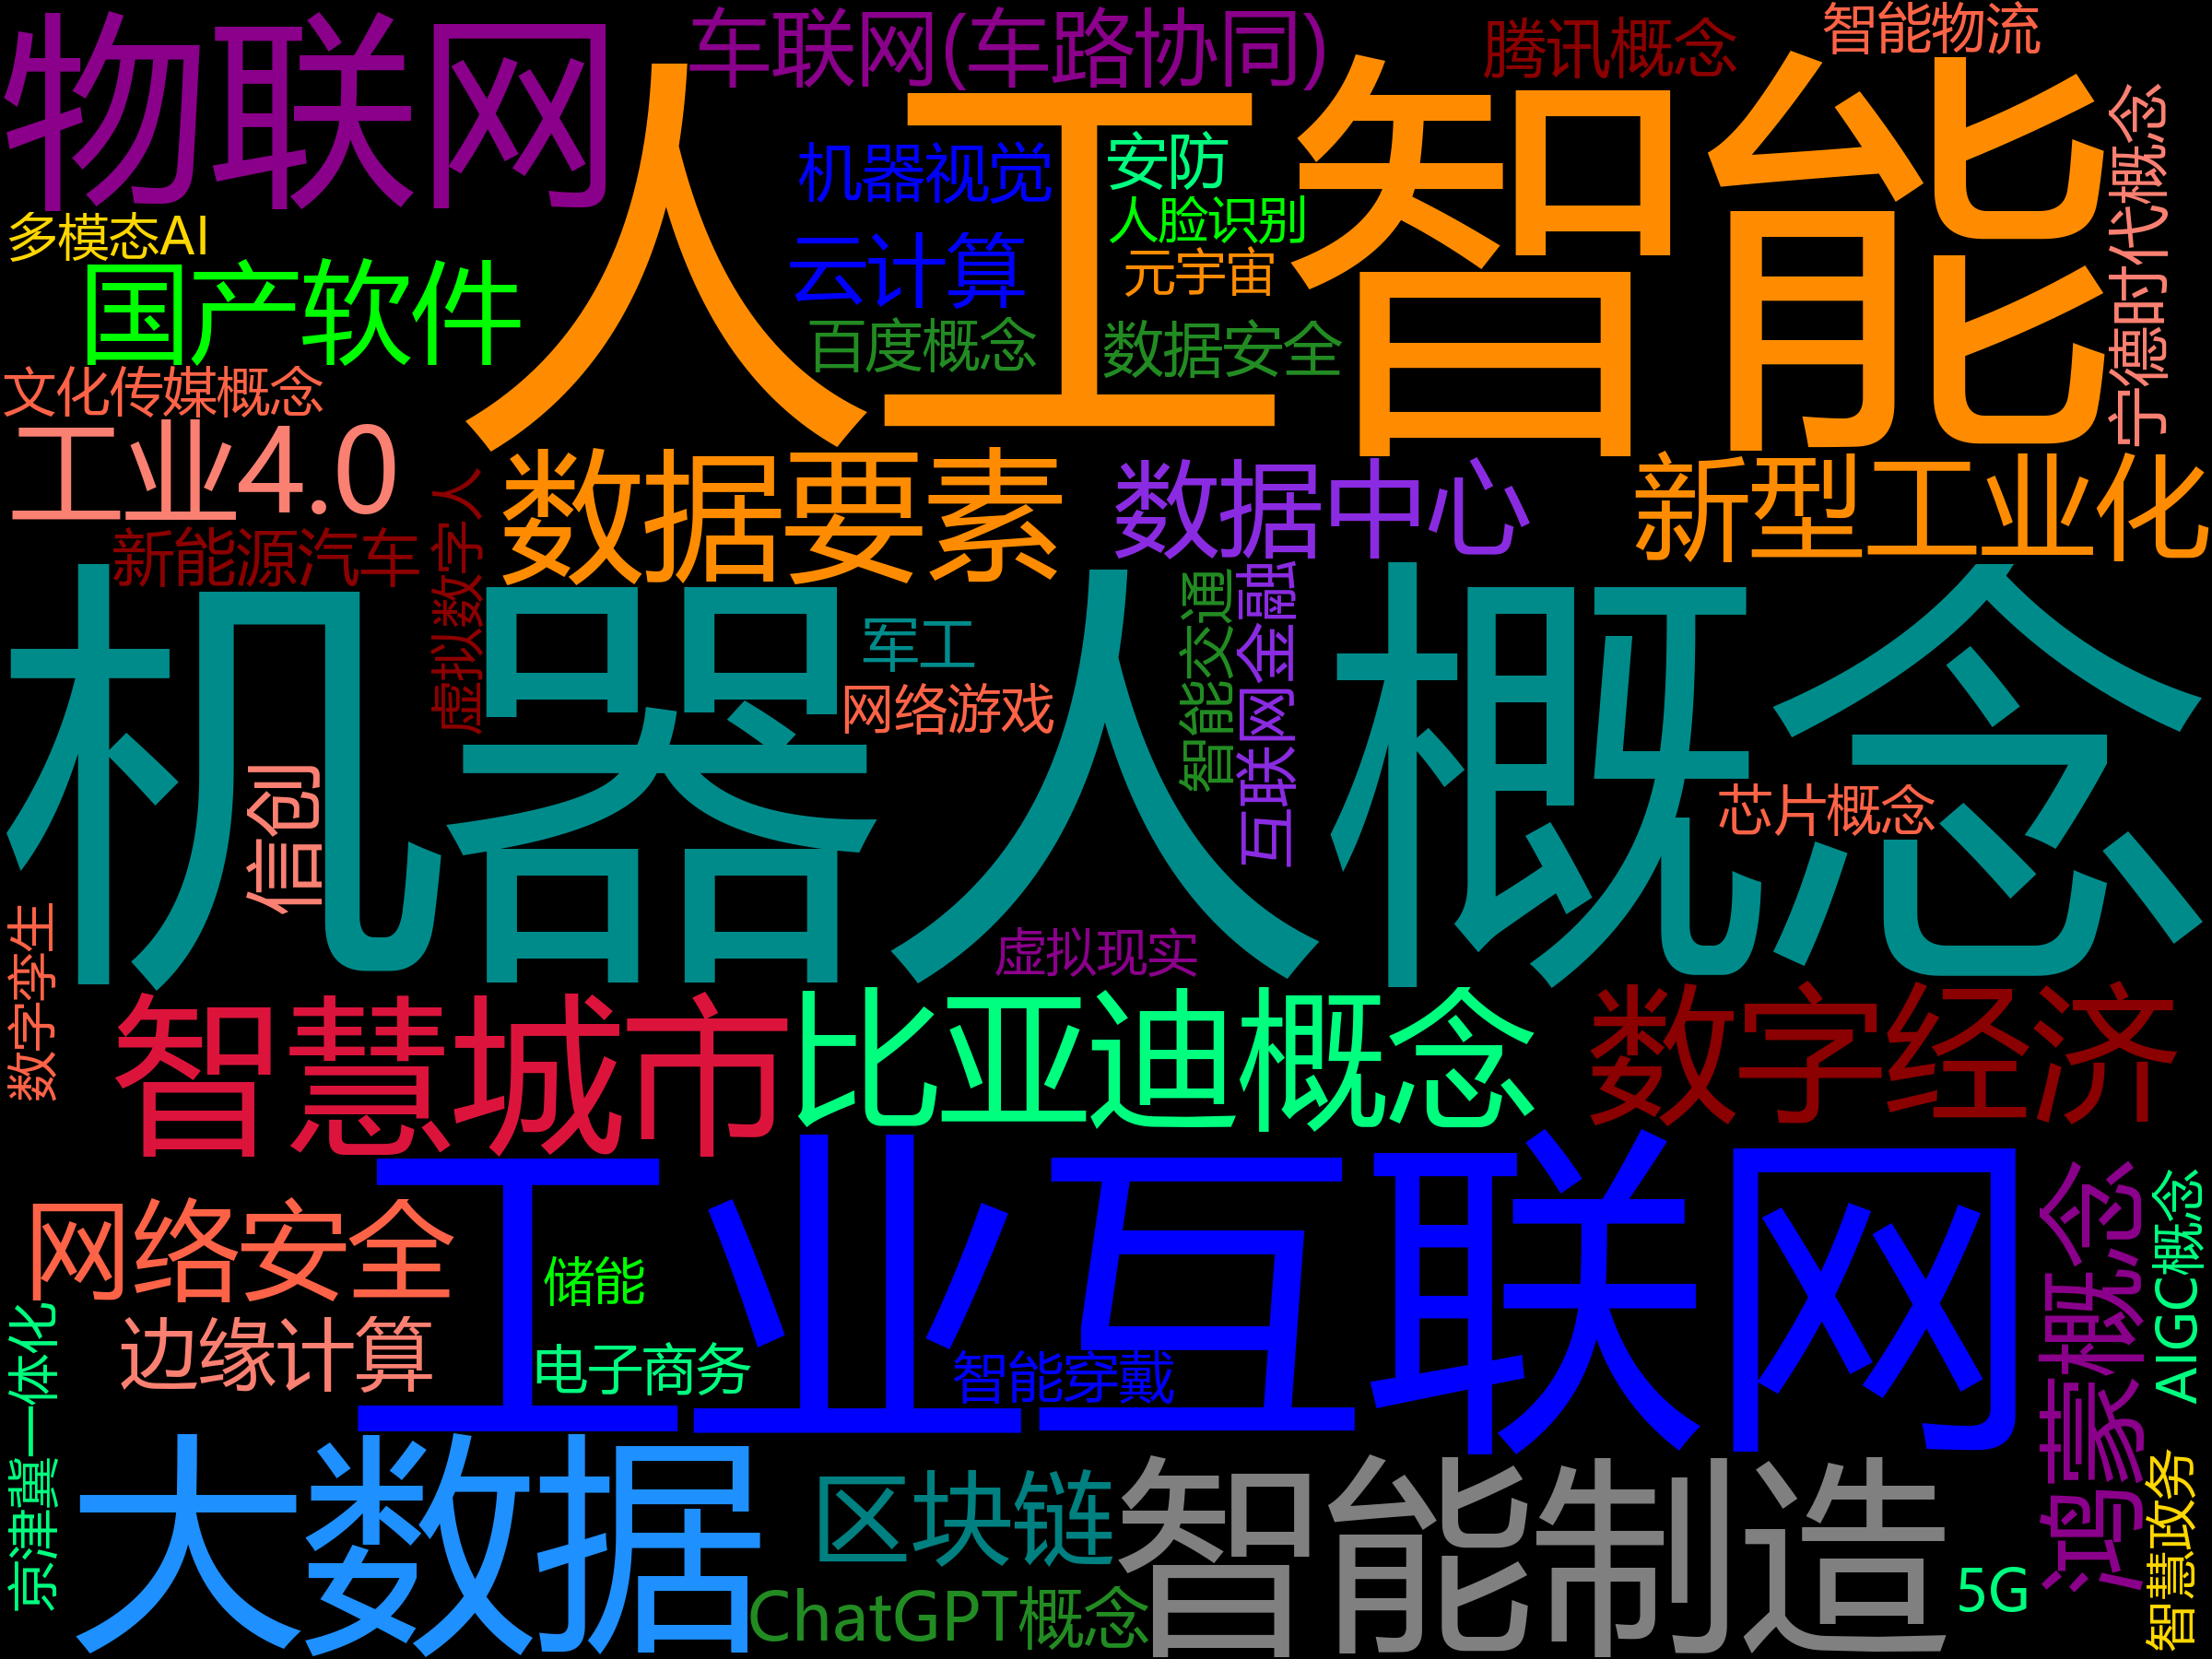 物联网
车联网(车路协同)
腾讯概念
智能物流
人工智能
宁德时代概念
机器视觉
安防
人脸识别
多模态AI
云计算
元宇宙
国产软件
百度概念
数据安全
文化传媒概念
工业4.0
数据要素
数据中心
新型工业化
新能源汽车
虚拟数字人
机器人概念
军工
网络游戏
智能交通
互联网金融
芯片概念
信创
数字孪生
虚拟现实
智慧城市
比亚迪概念
数字经济
工业互联网
网络安全
储能
边缘计算
电子商务
智能穿戴
鸿蒙概念
AIGC概念
京津冀一体化
大数据
区块链
智能制造
ChatGPT概念
5G
智慧政务